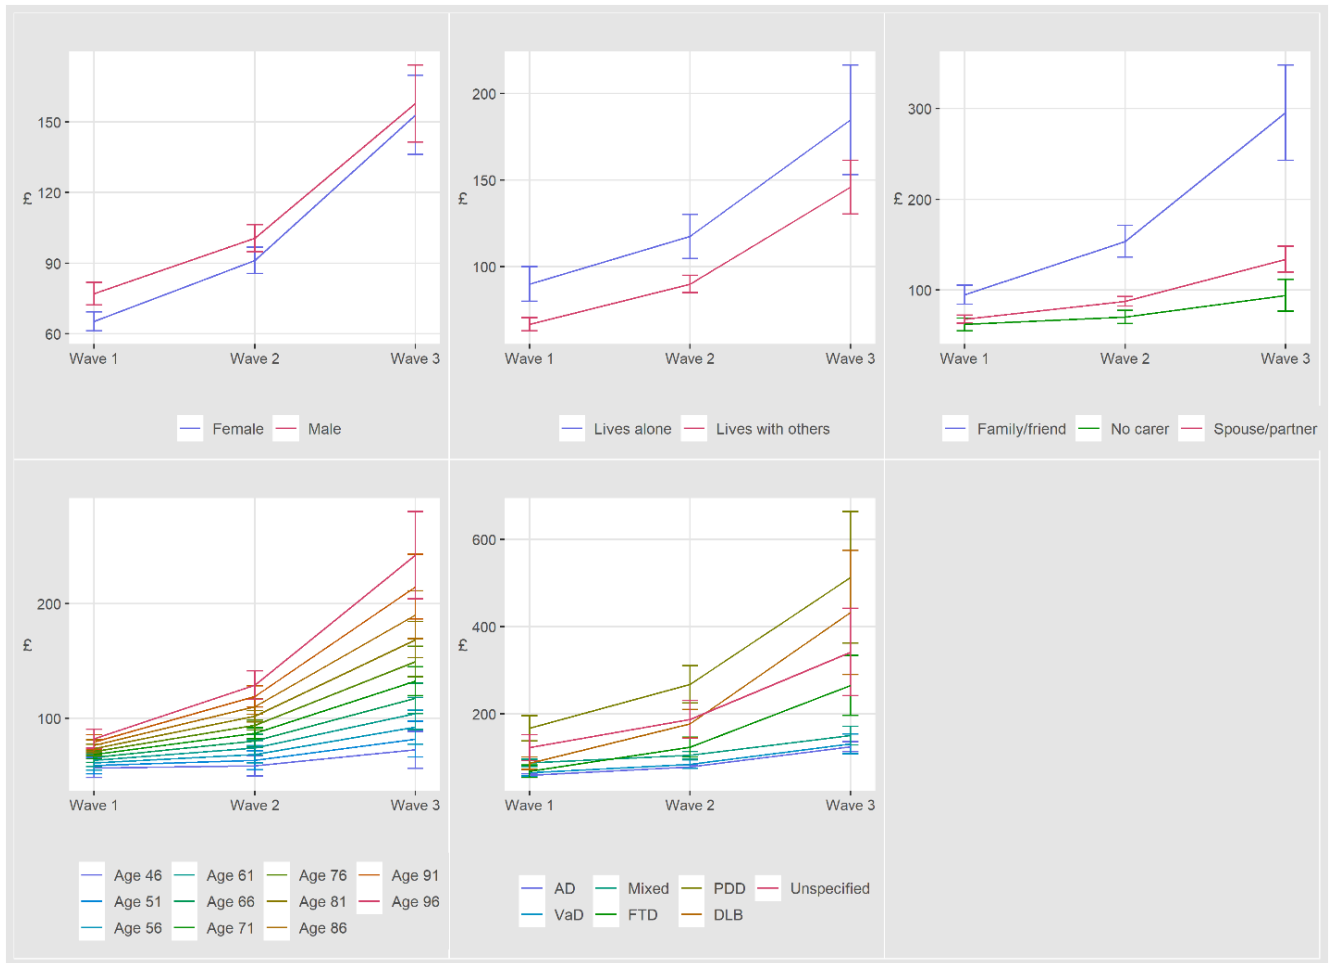 150
120
90
60
£
Wave 1 Wave 2 Wave 3
Female Male
200
150
100
£
Wave 1 Wave 2 Wave 3
Lives alone Lives with others
300
200
100
£
Wave 1 Wave 2 Wave 3
Family/friend No carer Spouse/partner
200
100
£
Wave 1 Wave 2 Wave 3
Age 46 Age 61 Age 76 Age 91
Age 51 Age 66 Age 81 Age 96
Age 56 Age 71 Age 86
600
400
200
£
Wave 1 Wave 2 Wave 3
AD Mixed PDD Unspecified
VaD FTD DLB